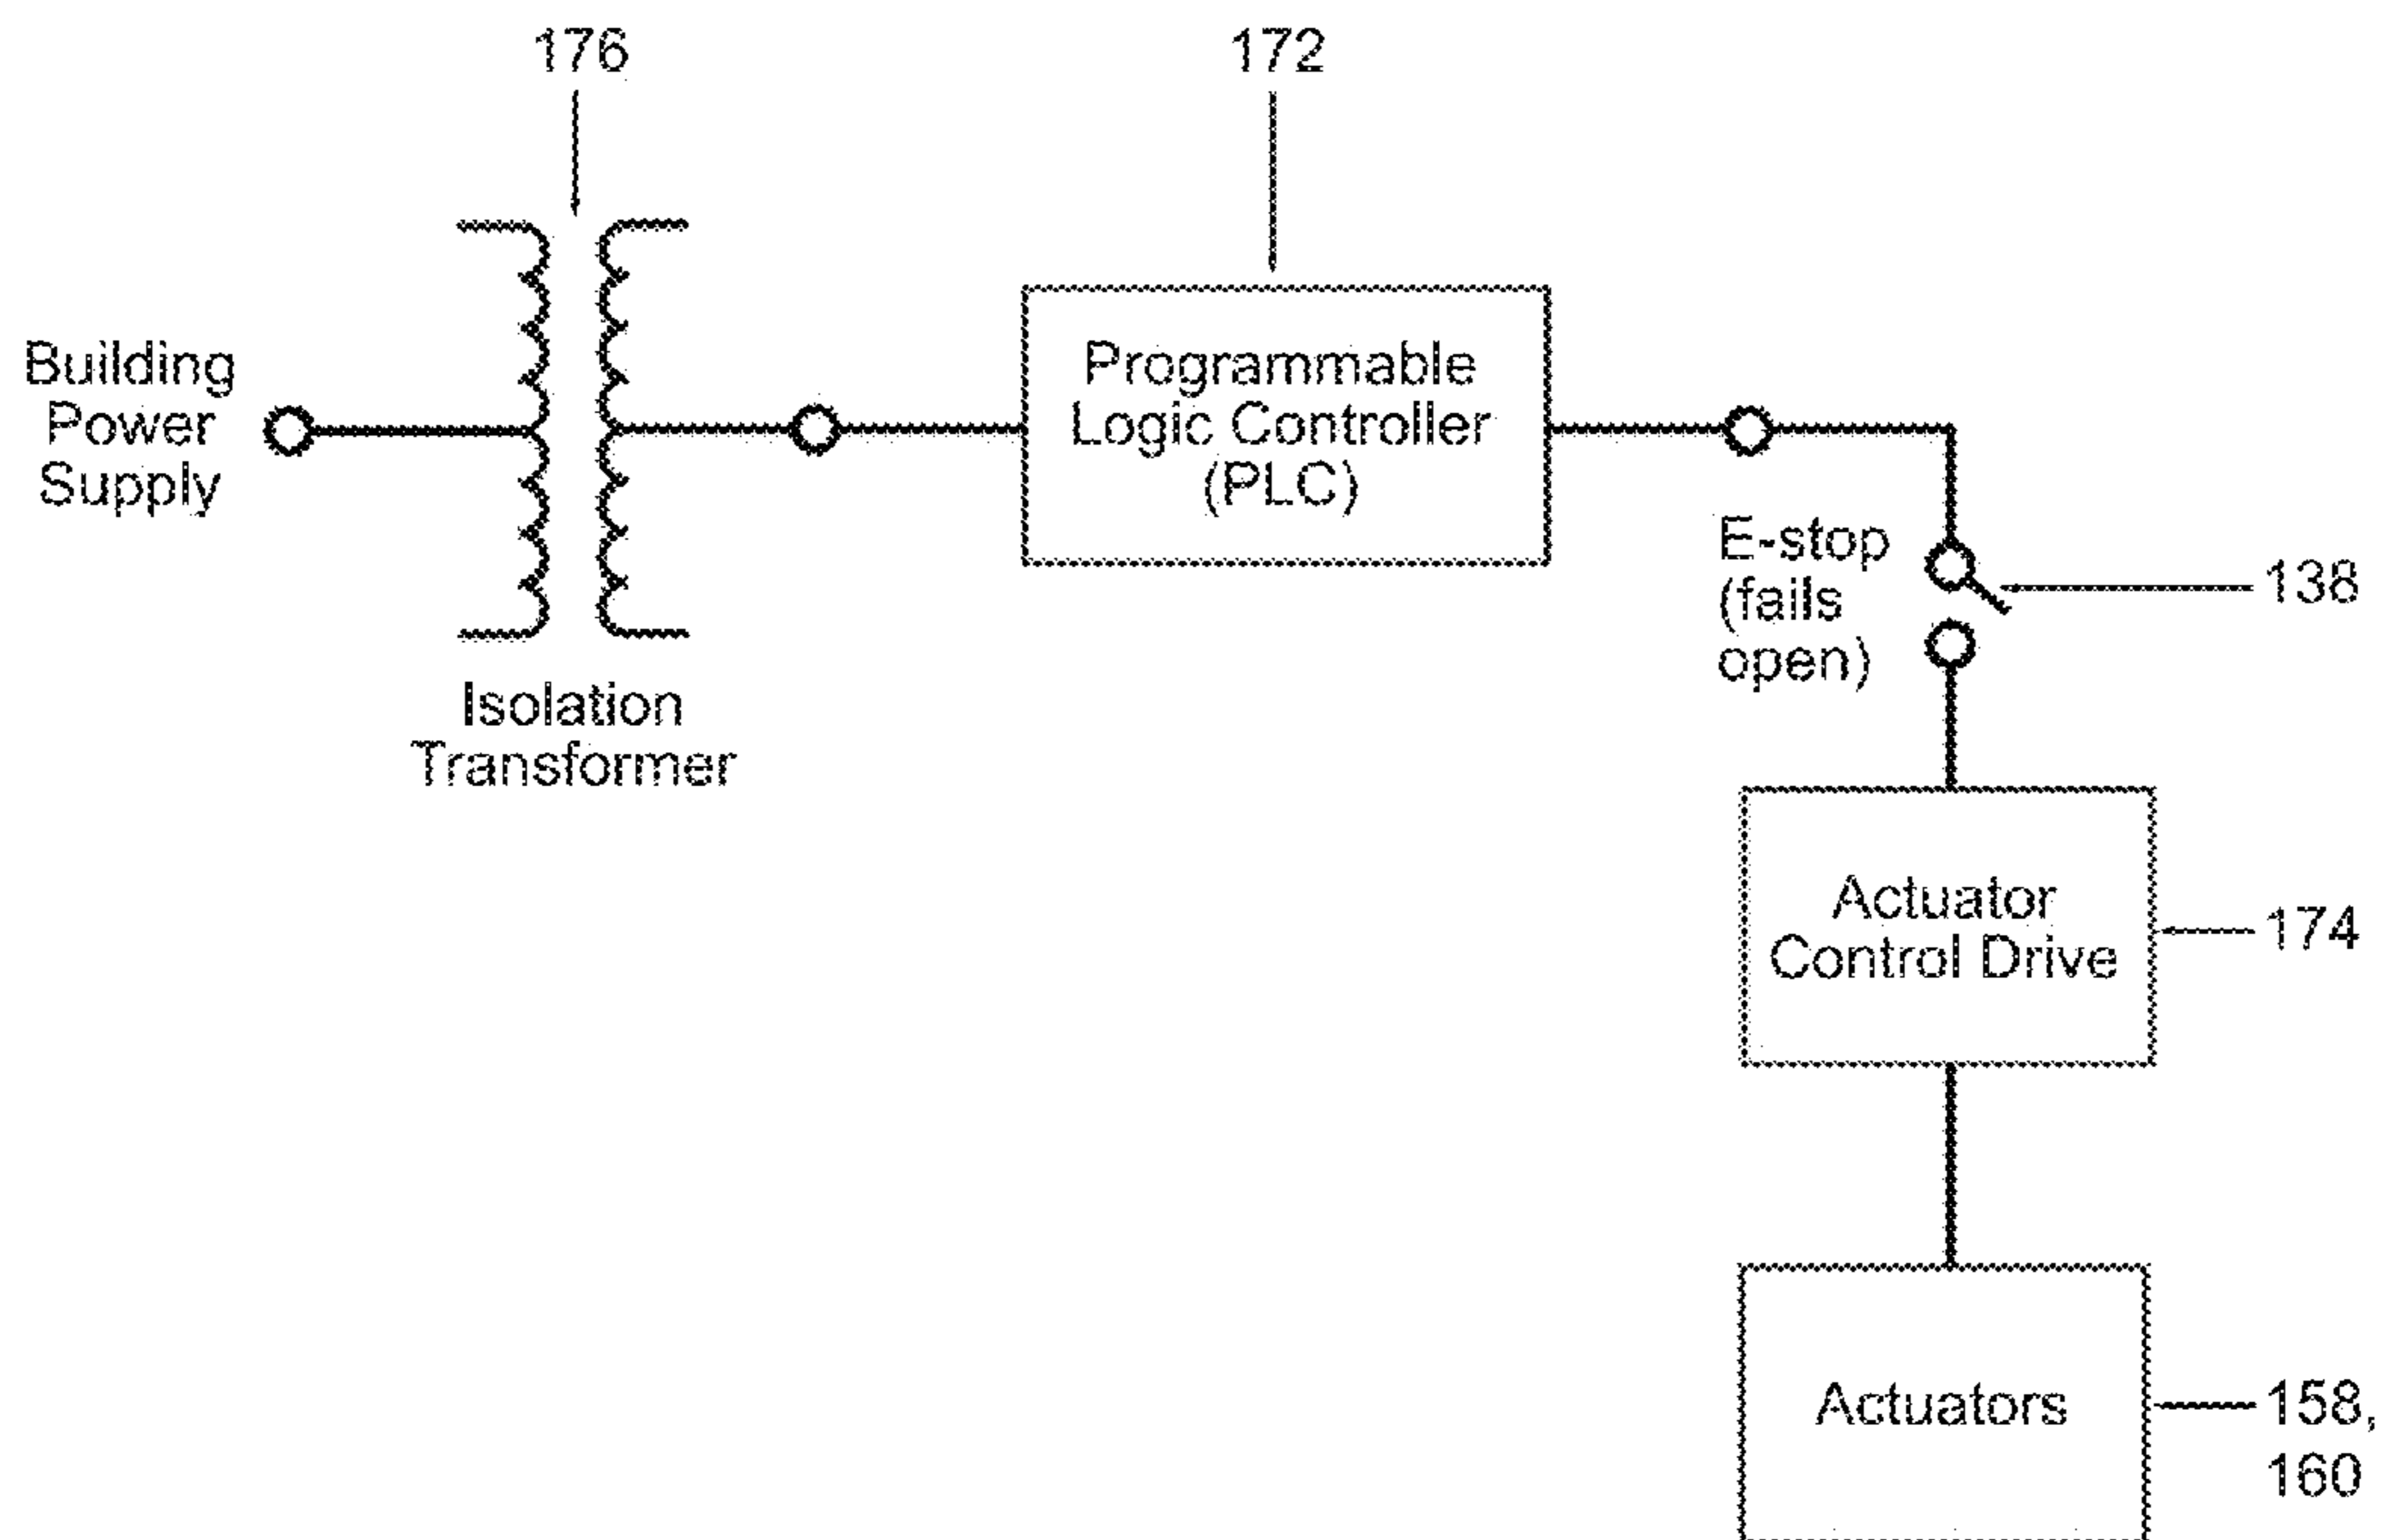 176
172
Building
Power
Supply
Programmable
Logic Controller
(PLC)
E-stop
(fails
open)
138
Isolation
Transformer
Actuator
Control Drive
174
Actuators
158,
160